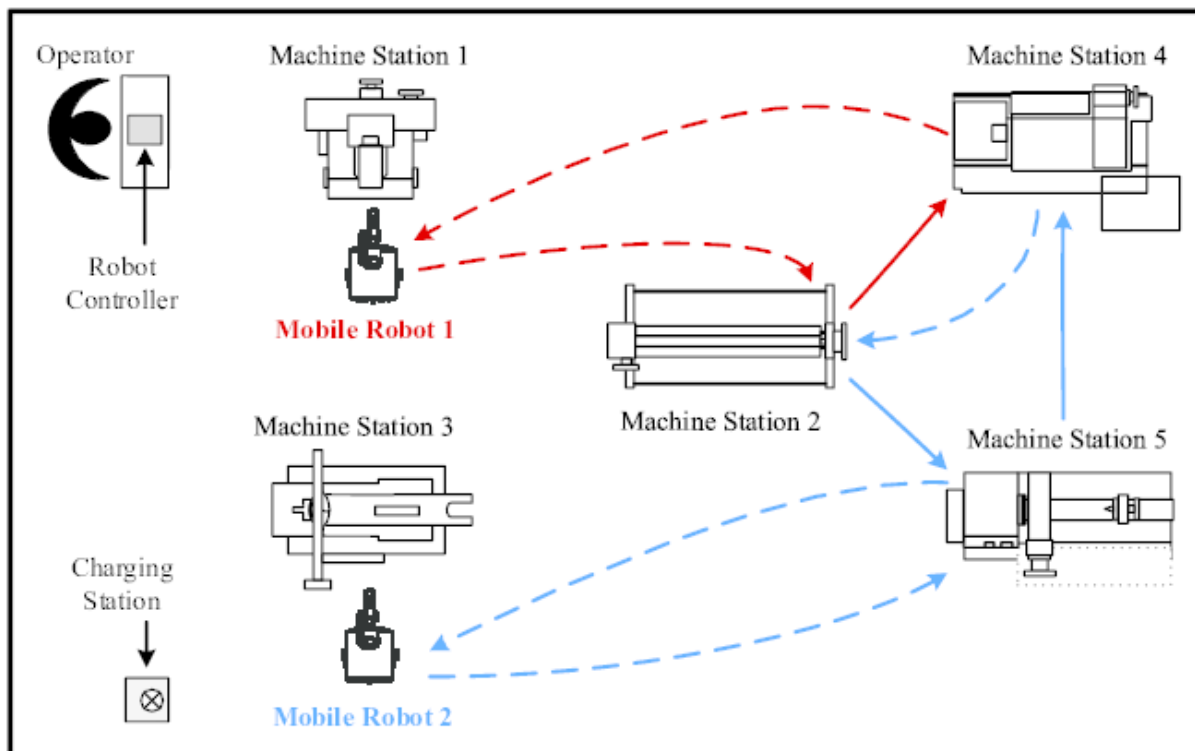 Operator
Machine Station 1
Machine Station 4
Robot
Controller
Mobile Robot 1
Machine Station 3
Machine Station 2
Machine Station 5
Charging
Station
Mobile Robot 2